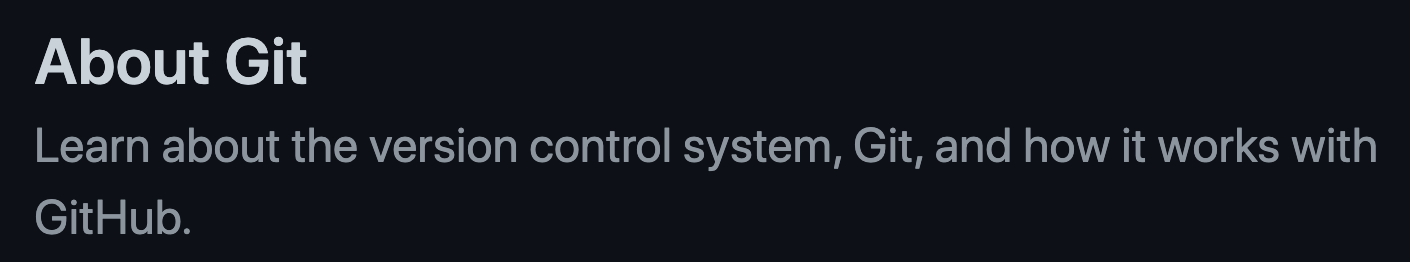 About Git
Learn about the version control system, Git, and how it works with
GitHub.